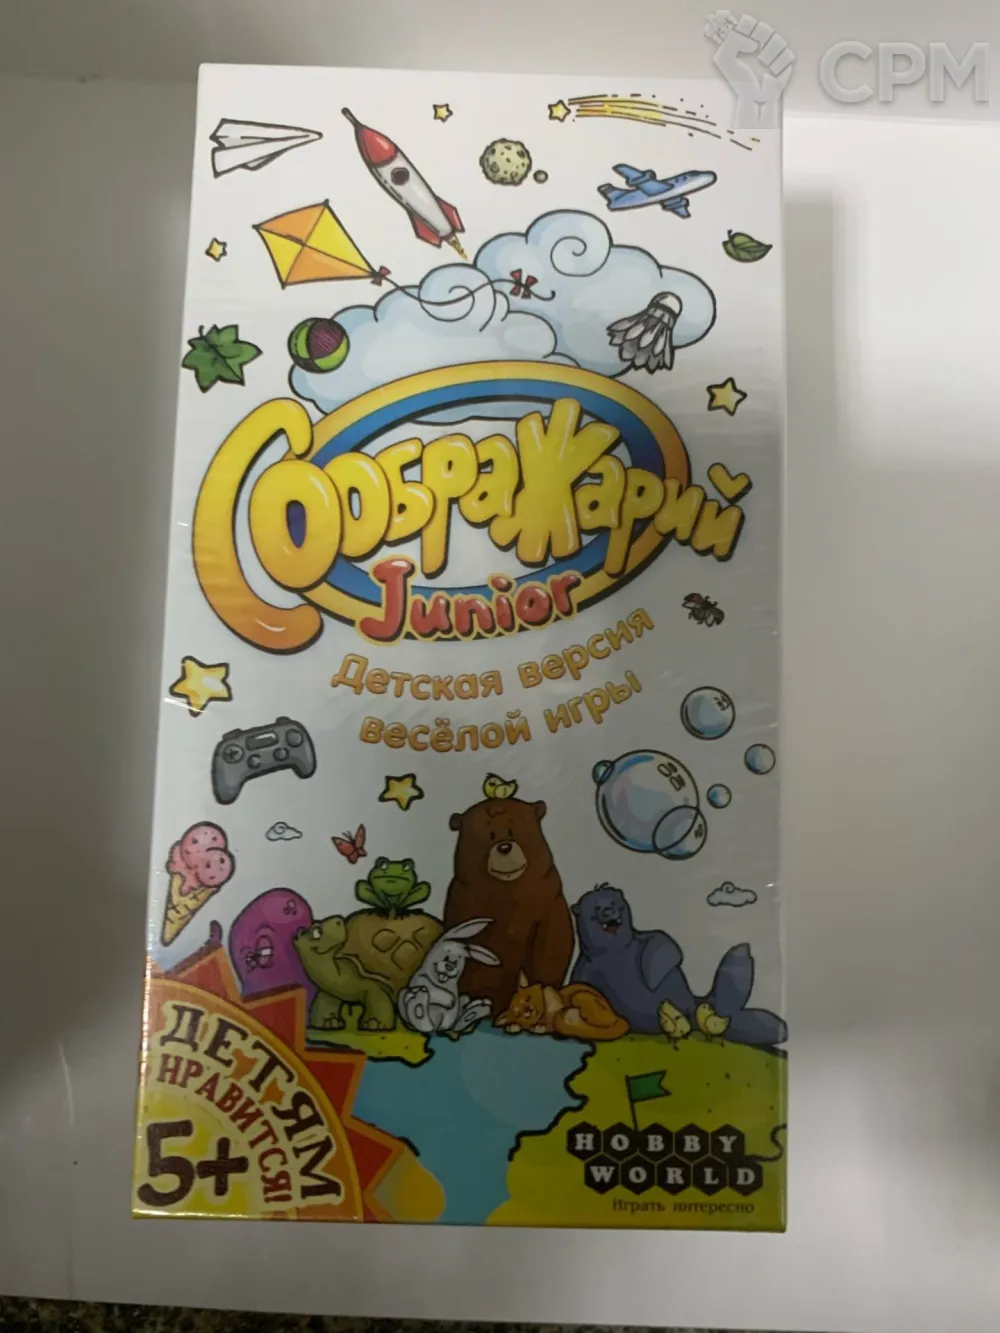 CPM
Соображарий
Junior
Детская версия
весёлой игры
ДЕТЯМ
НРАВИТСЯ!
5+
HOBBY
WORLD
Играть интересно